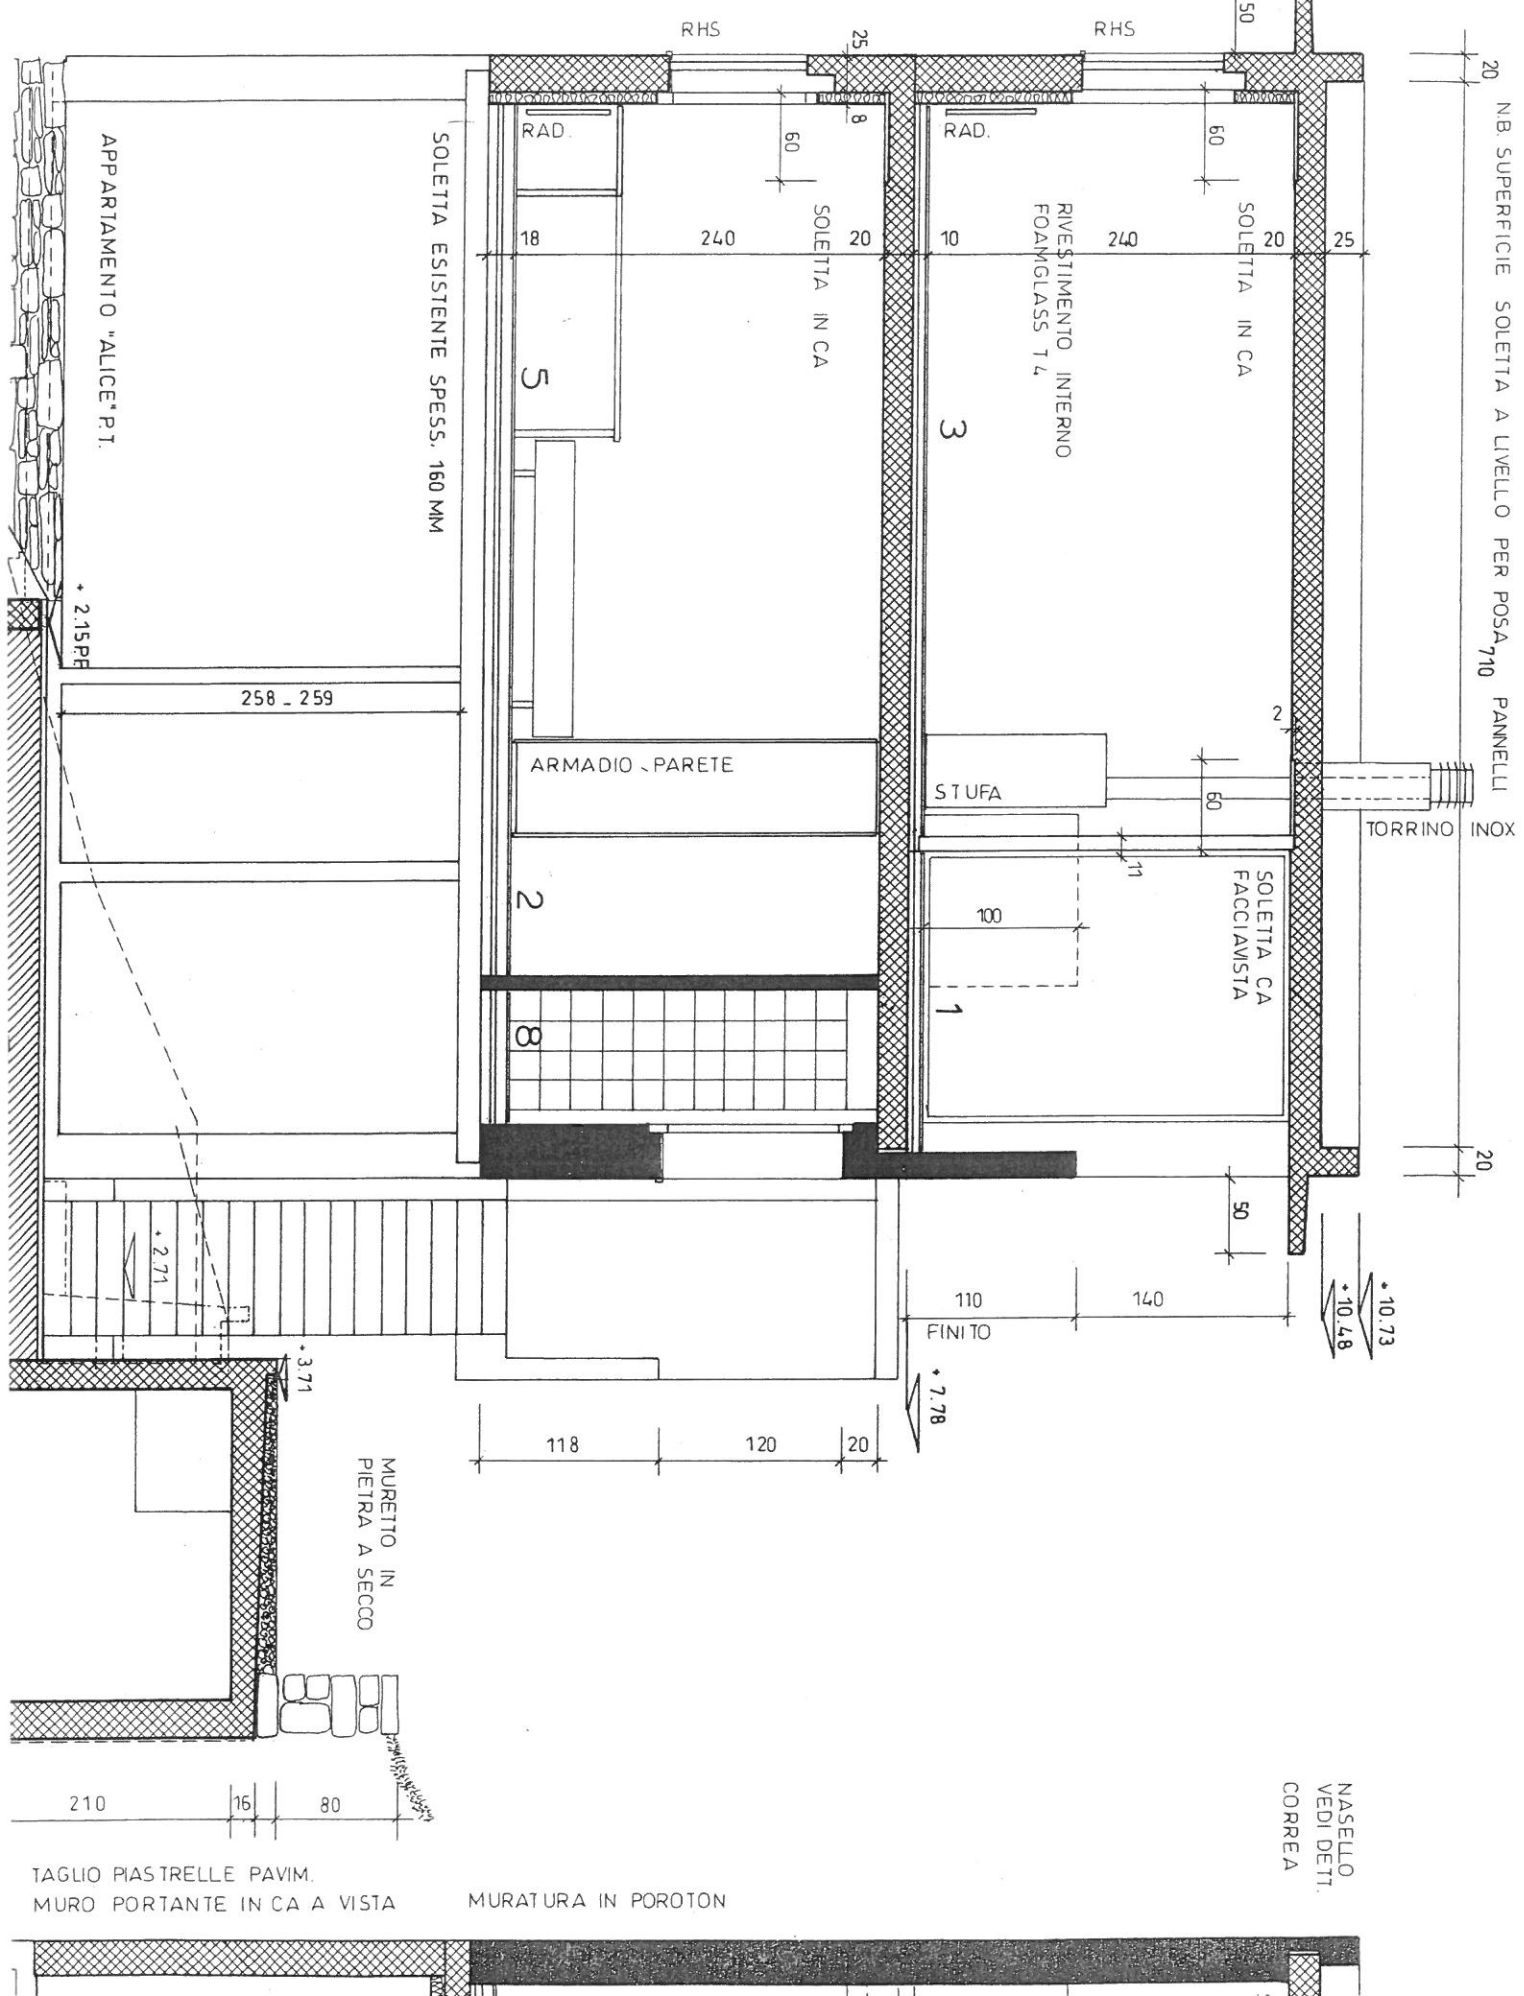 50
RHS
RHS
25
20
N.B. SUPERFICIE SOLETTA A LIVELLO PER POSA PANNELLI
710
RAD.
8
60
RAD.
60
APPARTAMENTO "ALICE" P.T.
SOLETTA ESISTENTE SPESS. 160 MM
SOLETTA IN CA
RIVESTIMENTO INTERNO
FOAMGLASS T4
SOLETTA IN CA
18
240
20
10
240
20
25
5
3
+ 2.15 PF
258 - 259
2
ARMADIO - PARETE
STUFA
60
TORRINO INOX
11
2
100
SOLETTA CA
FACCIAVISTA
1
8
20
50
+ 2.71
110
140
FINITO
+ 10.73
+ 10.48
+ 3.71
+ 7.78
118
120
20
MURETTO IN
PIETRA A SECCO
210
16
80
NASELLO
VEDI DETT.
CORREA
TAGLIO PIASTRELLE PAVIM.
MURO PORTANTE IN CA A VISTA
MURATURA IN POROTON